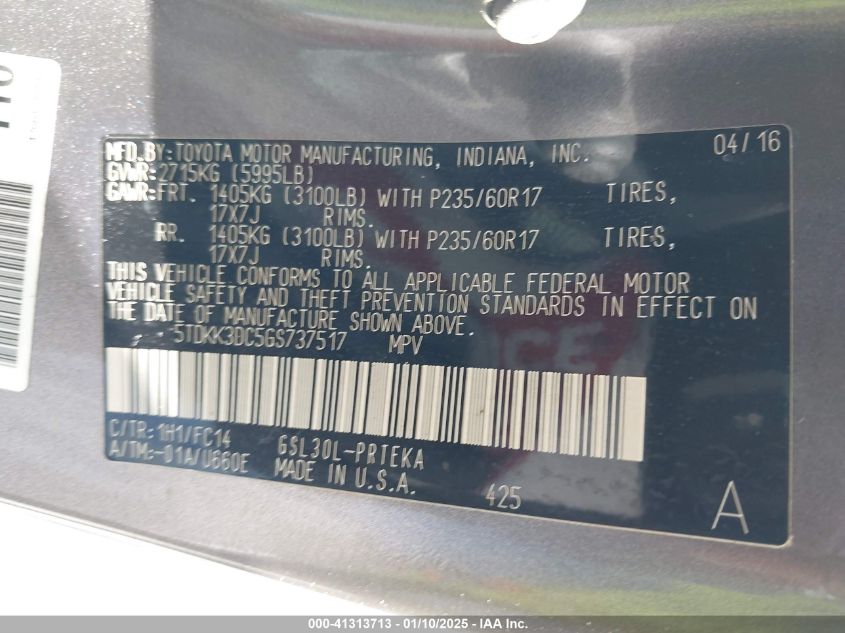 MFD.BY:TOYOTA MOTOR MANUFACTURING, INDIANA, INC. 04/16
GVWR:2715KG (5995LB)
GAWR:FRT. 1405KG (3100LB) WITH P235/60R17 TIRES,
17X7J RIMS.
RR. 1405KG (3100LB) WITH P235/60R17 TIRES,
17X7J RIMS.
THIS VEHICLE CONFORMS TO ALL APPLICABLE FEDERAL MOTOR
VEHICLE SAFETY AND THEFT PREVENTION STANDARDS IN EFFECT ON
THE DATE OF MANUFACTURE SHOWN ABOVE.
5TDKK3DC5GS737517 MPV
C/TR:1H1/FC14 GSL30L-PRTEKA
A/TM:-01A/U660E MADE IN U.S.A. 425 A
000-41313713 - 01/10/2025 - IAA Inc.